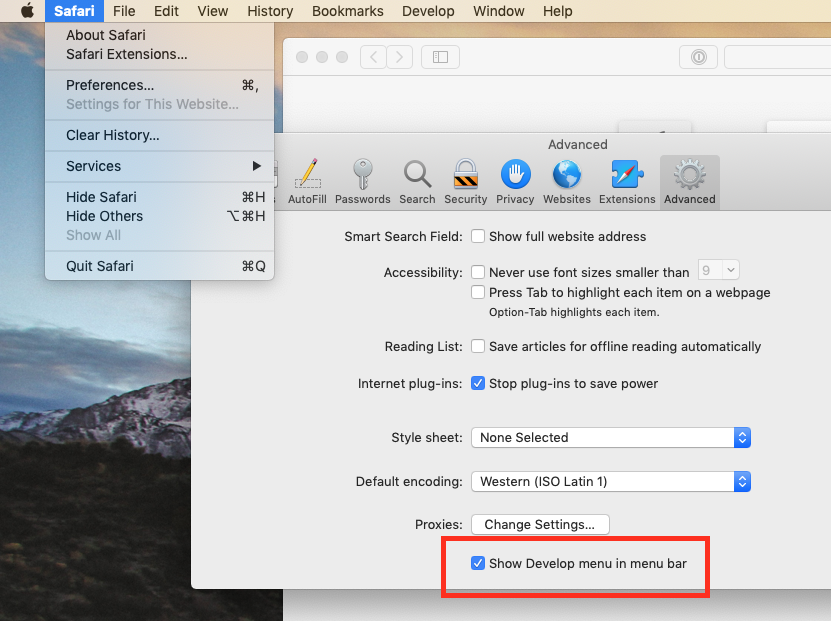 Safari File Edit View History Bookmarks Develop Window Help
About Safari
Safari Extensions...
Preferences... ⌘,
Settings for This Website...
Clear History...
Services
Hide Safari ⌘H
Hide Others ⌥⌘H
Show All
Quit Safari ⌘Q
Advanced
AutoFill Passwords Search Security Privacy Websites Extensions Advanced
Smart Search Field: Show full website address
Accessibility: Never use font sizes smaller than 9
Press Tab to highlight each item on a webpage
Option-Tab highlights each item.
Reading List: Save articles for offline reading automatically
Internet plug-ins: Stop plug-ins to save power
Style sheet: None Selected
Default encoding: Western (ISO Latin 1)
Proxies: Change Settings...
Show Develop menu in menu bar